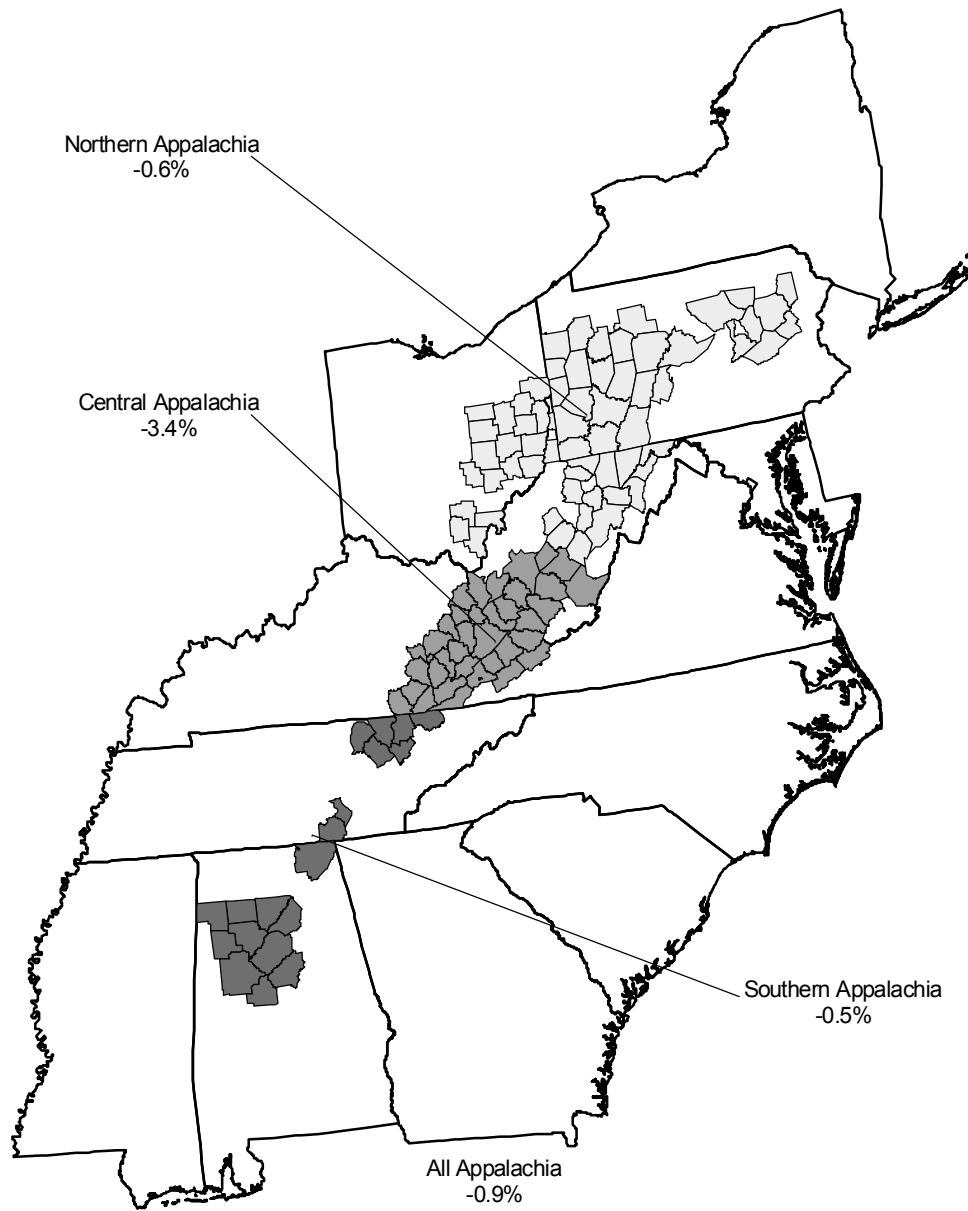 Northern Appalachia
-0.6%
Central Appalachia
-3.4%
Southern Appalachia
-0.5%
All Appalachia
-0.9%